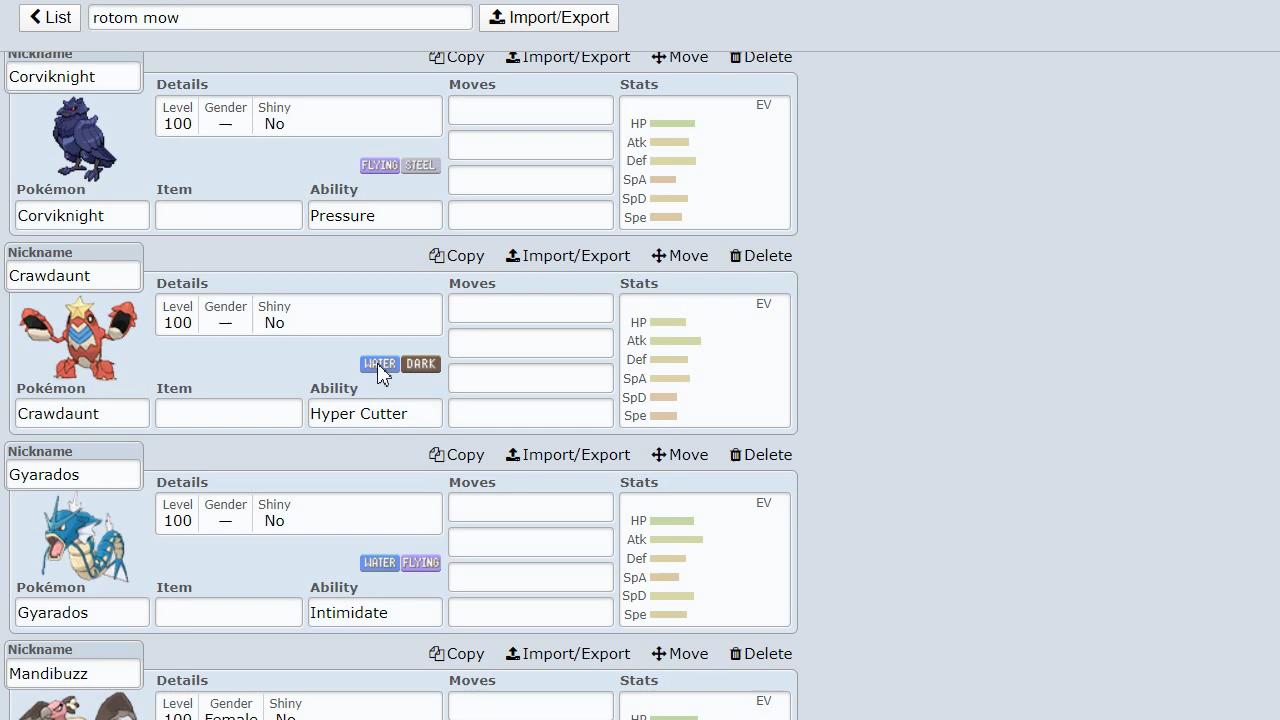 List
rotom mow
Import/Export
Nickname
Copy Import/Export Move Delete
Corviknight
Details
Moves
Stats
Level Gender Shiny
100 — No
EV
HP
Atk
Def
SpA
SpD
Spe
FLYING STEEL
Pokémon Item Ability
Corviknight Pressure
Nickname
Copy Import/Export Move Delete
Crawdaunt
Details
Moves
Stats
Level Gender Shiny
100 — No
EV
HP
Atk
Def
SpA
SpD
Spe
WATER DARK
Pokémon Item Ability
Crawdaunt Hyper Cutter
Nickname
Copy Import/Export Move Delete
Gyarados
Details
Moves
Stats
Level Gender Shiny
100 — No
EV
HP
Atk
Def
SpA
SpD
Spe
WATER FLYING
Pokémon Item Ability
Gyarados Intimidate
Nickname
Copy Import/Export Move Delete
Mandibuzz
Details
Moves
Stats
Level Gender Shiny
100 Female No
EV
HP